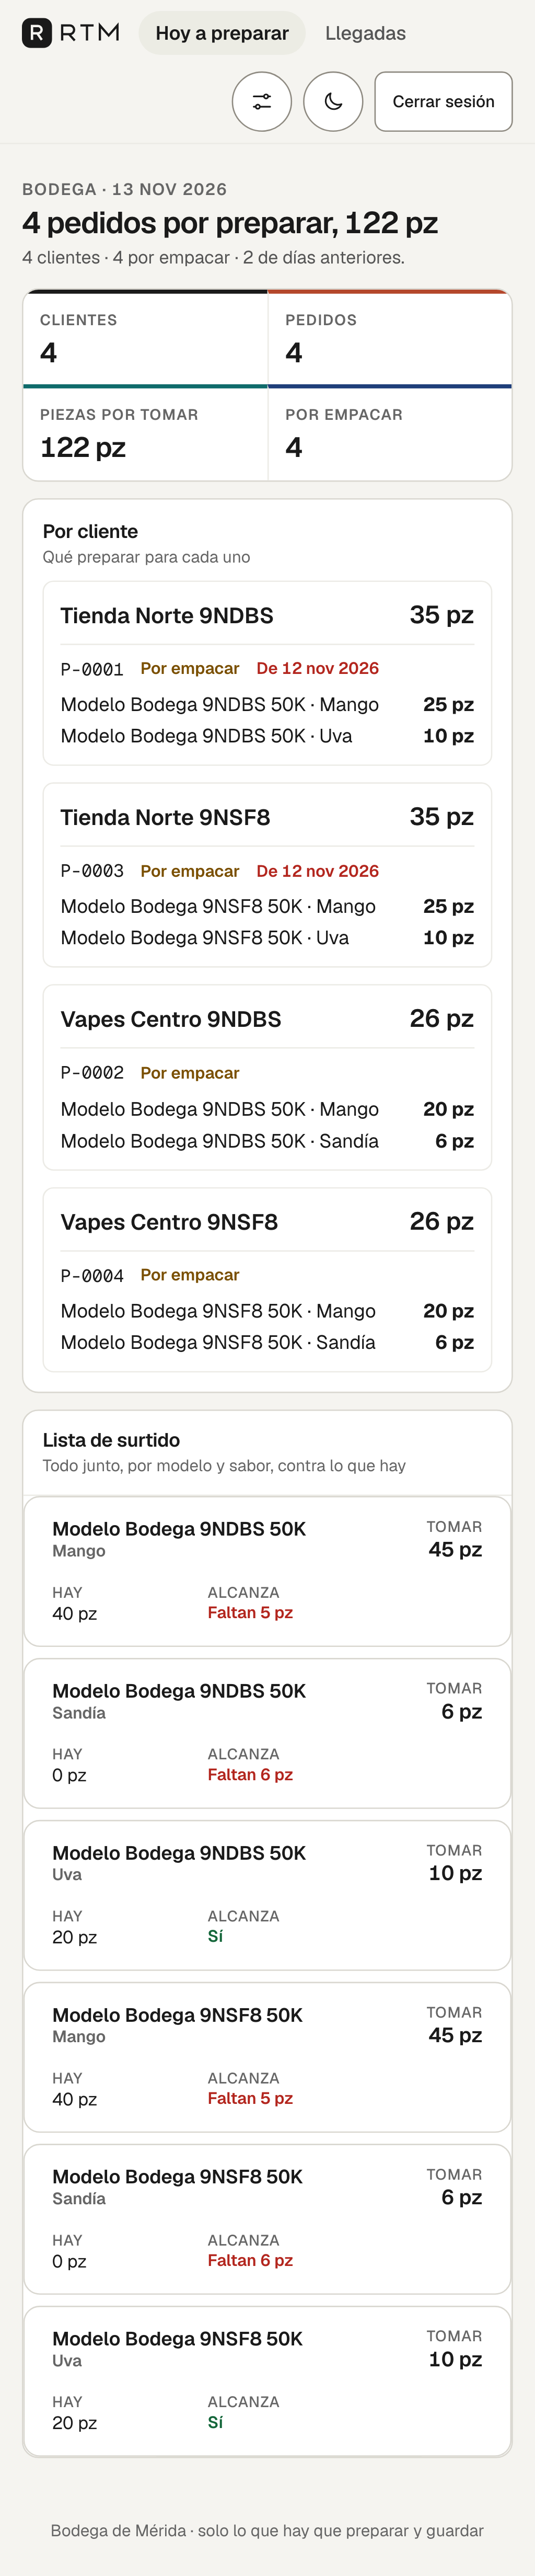 R RTM Hoy a preparar Llegadas
Cerrar sesión
BODEGA · 13 NOV 2026
4 pedidos por preparar, 122 pz
4 clientes · 4 por empacar · 2 de días anteriores.
CLIENTES PEDIDOS
4 4
PIEZAS POR TOMAR POR EMPACAR
122 pz 4
Por cliente
Qué preparar para cada uno
Tienda Norte 9NDBS 35 pz
P-0001 Por empacar De 12 nov 2026
Modelo Bodega 9NDBS 50K · Mango 25 pz
Modelo Bodega 9NDBS 50K · Uva 10 pz
Tienda Norte 9NSF8 35 pz
P-0003 Por empacar De 12 nov 2026
Modelo Bodega 9NSF8 50K · Mango 25 pz
Modelo Bodega 9NSF8 50K · Uva 10 pz
Vapes Centro 9NDBS 26 pz
P-0002 Por empacar
Modelo Bodega 9NDBS 50K · Mango 20 pz
Modelo Bodega 9NDBS 50K · Sandía 6 pz
Vapes Centro 9NSF8 26 pz
P-0004 Por empacar
Modelo Bodega 9NSF8 50K · Mango 20 pz
Modelo Bodega 9NSF8 50K · Sandía 6 pz
Lista de surtido
Todo junto, por modelo y sabor, contra lo que hay
Modelo Bodega 9NDBS 50K TOMAR
Mango 45 pz
HAY ALCANZA
40 pz Faltan 5 pz
Modelo Bodega 9NDBS 50K TOMAR
Sandía 6 pz
HAY ALCANZA
0 pz Faltan 6 pz
Modelo Bodega 9NDBS 50K TOMAR
Uva 10 pz
HAY ALCANZA
20 pz Sí
Modelo Bodega 9NSF8 50K TOMAR
Mango 45 pz
HAY ALCANZA
40 pz Faltan 5 pz
Modelo Bodega 9NSF8 50K TOMAR
Sandía 6 pz
HAY ALCANZA
0 pz Faltan 6 pz
Modelo Bodega 9NSF8 50K TOMAR
Uva 10 pz
HAY ALCANZA
20 pz Sí
Bodega de Mérida · solo lo que hay que preparar y guardar